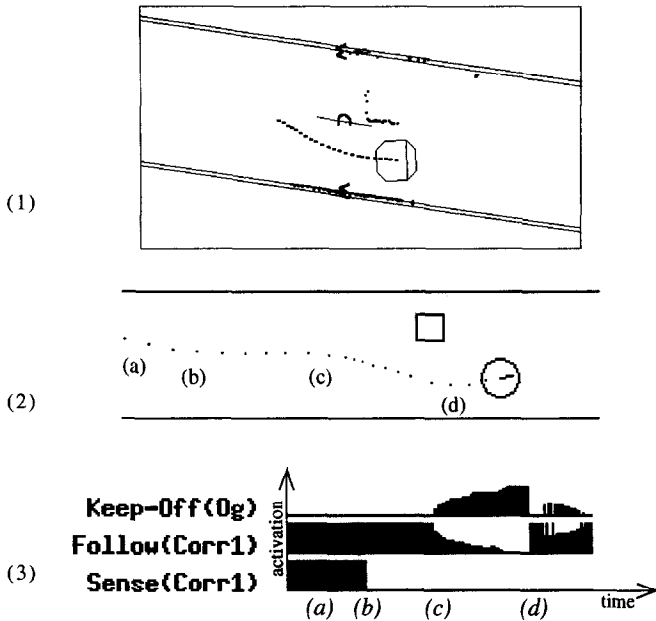 (1)
(a)
(b)
(c)
(d)
(2)
Keep-Off(Og)
Follow(Corr1)
Sense(Corr1)
activation
(3)
(a) (b) (c) (d)
time